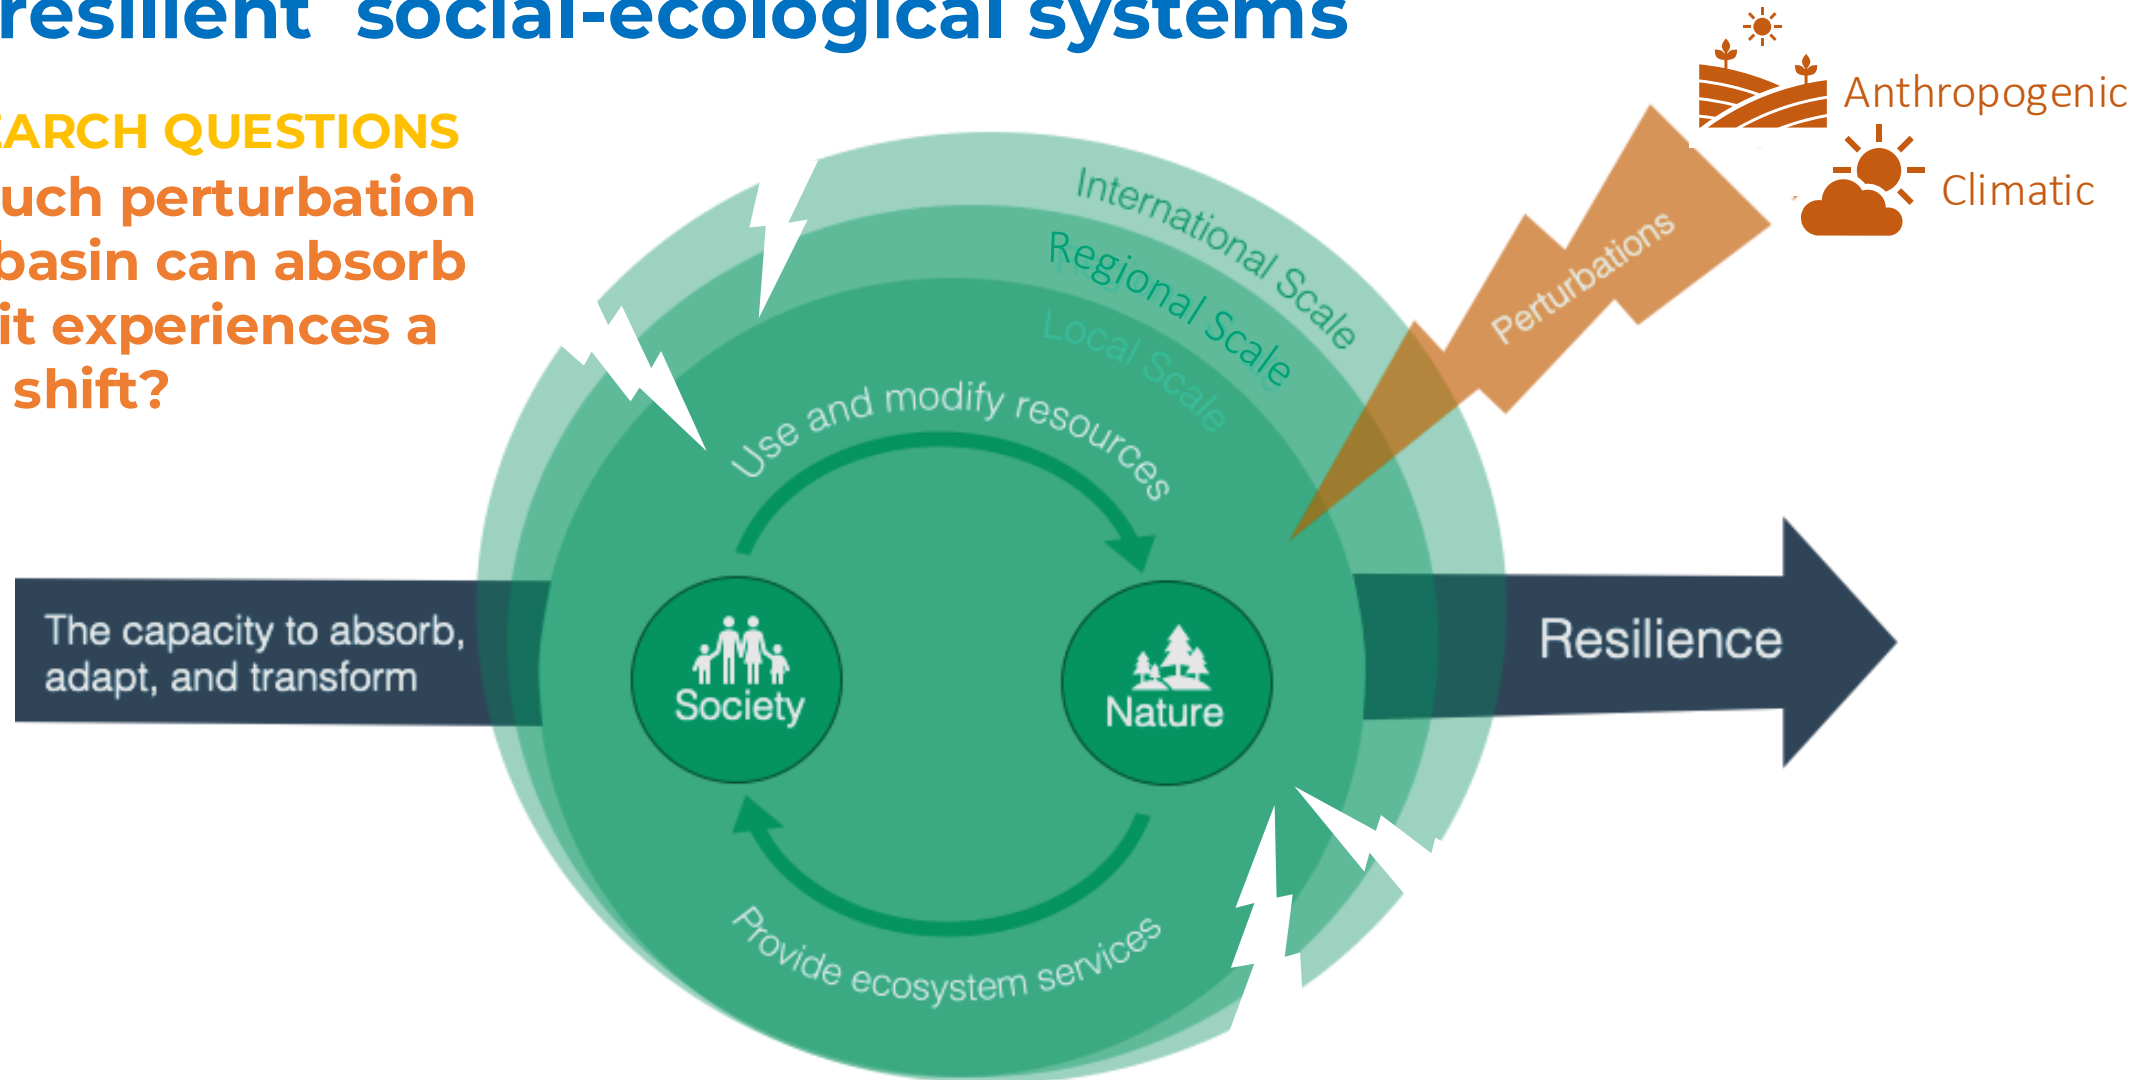 resilient social-ecological systems
EARCH QUESTIONS
uch perturbation
basin can absorb
it experiences a
shift?
Anthropogenic
Climatic
Perturbations
International Scale
Regional Scale
Local Scale
Use and modify resources
The capacity to absorb,
adapt, and transform
Society
Nature
Resilience
Provide ecosystem services